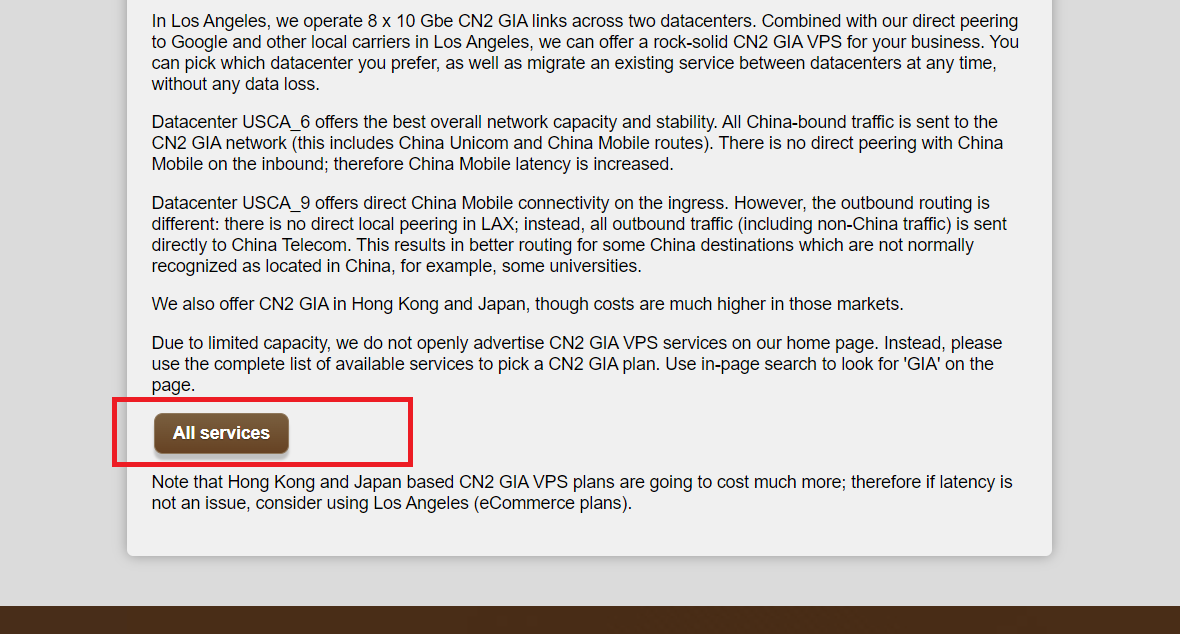 In Los Angeles, we operate 8 x 10 Gbe CN2 GIA links across two datacenters. Combined with our direct peering
to Google and other local carriers in Los Angeles, we can offer a rock-solid CN2 GIA VPS for your business. You
can pick which datacenter you prefer, as well as migrate an existing service between datacenters at any time,
without any data loss.
Datacenter USCA_6 offers the best overall network capacity and stability. All China-bound traffic is sent to the
CN2 GIA network (this includes China Unicom and China Mobile routes). There is no direct peering with China
Mobile on the inbound; therefore China Mobile latency is increased.
Datacenter USCA_9 offers direct China Mobile connectivity on the ingress. However, the outbound routing is
different: there is no direct local peering in LAX; instead, all outbound traffic (including non-China traffic) is sent
directly to China Telecom. This results in better routing for some China destinations which are not normally
recognized as located in China, for example, some universities.
We also offer CN2 GIA in Hong Kong and Japan, though costs are much higher in those markets.
Due to limited capacity, we do not openly advertise CN2 GIA VPS services on our home page. Instead, please
use the complete list of available services to pick a CN2 GIA plan. Use in-page search to look for 'GIA' on the
page.
All services
Note that Hong Kong and Japan based CN2 GIA VPS plans are going to cost much more; therefore if latency is
not an issue, consider using Los Angeles (eCommerce plans).